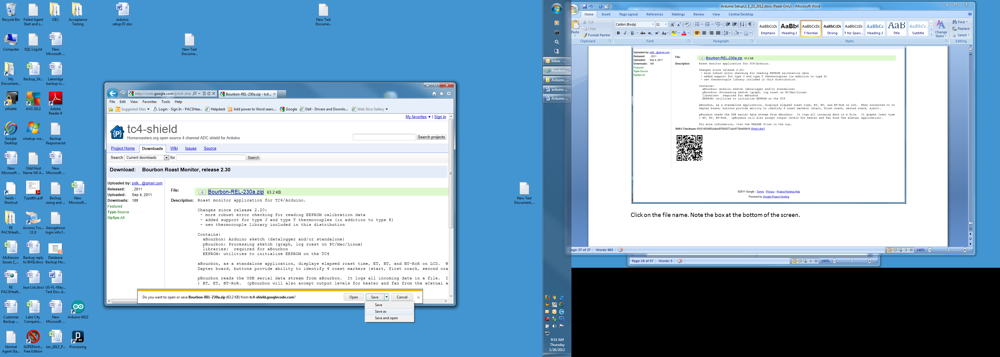 Recycle Bin
Failed Agent
Start and s...
OEC
Acceptance
Testing
arduino
setup 07.doc
New Text
Docume...
Computer
SQL Log.txt
New
Microsoft ...
New Text
Docume...
My
Document...
Backup_Sit...
Lakeridge
backup sc...
eWallet
AVG 2012
Adobe
Reader 9
Google
Desktop
wlsetup-we...
Backup
Response.txt
New
Microsoft ...
Odd Host
Name WI-A...
New
Microsoft ...
hosts -
Shortcut
TypeItIn.pdf
Backup
sizing and ...
New
Microsoft...
RE
PACSHealt...
Acronis Tru...
11.0
Georgetown
login info f...
McKesson
Issues 2_...
Backup reply
to BHSI.docx
Database
Backup Ho...
RE
PACSHealt...
Jaya List.docx
US-FL-May...
Test Doc..d...
Customer
Backup ...
Lake City
Comparis...
New
Microsoft ...
Arduino 0022
Normal
Agent Sta...
SUPERAnti...
Free Edition
Jan_2012_P...
Processing
New Text
Document....
http://code.google.com/p/tc4-shie
Bourbon-REL-230a.zip - tc4...
File Edit View Favorites Tools Help
Suggested Sites
Login - Sign In - PACSHea...
Helpdesk
Add power to Word searc...
Google
Dell - Drivers and Downlo...
Web Slice Gallery
My favorites ▼ | Sign in
tc4-shield
Homeroasters.org open source 4 channel ADC shield for Arduino
Search projects
Project Home Downloads Wiki Issues Source
Search Current downloads for Search
Download: Bourbon Roast Monitor, release 2.30
Uploaded by: pidk...@gmail.com
Released: , 2011
Uploaded: Sep 4, 2011
Downloads: 189
Featured
Type-Source
OpSys-All
File: Bourbon-REL-230a.zip 63.2 KB
Description: Roast monitor application for TC4/Arduino.
Changes since release 2.20:
- more robust error checking for reading EEPROM calibration data
- added support for type J and type T thermocouples (in addition to type K)
- new thermocouple library included in this distribution
Contains:
aBourbon: Arduino sketch (datalogger and/or standalone)
pBourbon: Processing sketch (graph, log roast on PC/Mac/Linux)
libraries: required for aBourbon
EEPROM: utilities to initialize EEPROM on the TC4
aBourbon, as a standalone application, displays elapsed roast time, ET, BT, and BT-RoR on LCD. W
Dapter board, buttons provide ability to identify 4 roast markers (start, first crack, second cra
pBourbon reads the USB serial data stream from aBourbon. It logs all incoming data in a file. I
) BT, ET, BT-RoR. (pBourbon will also accept output levels for heater and fan from the aCatuai a
Do you want to open or save Bourbon-REL-230a.zip (63.2 KB) from tc4-shield.googlecode.com?
Open Save Cancel
Save
Save as
Save and open
Inbox - ...
Bourbon...
Arduino_...
arduino ...
Arduino ...
9:14 AM
Thursday
1/26/2012
Arduino SetupLL 1_23_2012.docx (Read-Only) - Microsoft Word
Home Insert Page Layout References Mailings Review View Central Desktop
Paste
Cut
Copy
Format Painter
Clipboard
Calibri (Body) 11
Font
Paragraph
AaBbCcDc Emphasis
AaBb( Heading 1
AaBbCcDc ¶ Normal
AaBbCcDc Strong
AaBbCcDc ¶ No Spaci...
AaBbCc Heading 2
AaB Title
AaBbCc. Subtitle
Change
Styles
Styles
Find
Replace
Select
Editing
Uploaded by: pidk...@gmail.com
Released: , 2011
Uploaded: Sep 4, 2011
Downloads: 189
Featured
Type-Source
OpSys-All
File: Bourbon-REL-230a.zip 63.2 KB
Description: Roast monitor application for TC4/Arduino.
Changes since release 2.20:
- more robust error checking for reading EEPROM calibration data
- added support for type J and type T thermocouples (in addition to type K)
- new thermocouple library included in this distribution
Contains:
aBourbon: Arduino sketch (datalogger and/or standalone)
pBourbon: Processing sketch (graph, log roast on PC/Mac/Linux)
libraries: required for aBourbon
EEPROM: utilities to initialize EEPROM on the TC4
aBourbon, as a standalone application, displays elapsed roast time, ET, BT, and BT-RoR on LCD. When connected to LC
Dapter board, buttons provide ability to identify 4 roast markers (start, first crack, second crack, eject).
pBourbon reads the USB serial data stream from aBourbon. It logs all incoming data in a file. It graphs (real time
) BT, ET, BT-RoR. (pBourbon will also accept output levels for heater and fan from the aCatuai application).
For more information, view the README files in the zip.
SHA1 Checksum: What's this?
©2011 Google - Terms - Privacy - Project Hosting Help
Powered by Google Project Hosting
Click on the file name. Note the box at the bottom of the screen.
age: 27 of 27 Words: 965 148%
Page: 18 of 37 Words: 5 100%